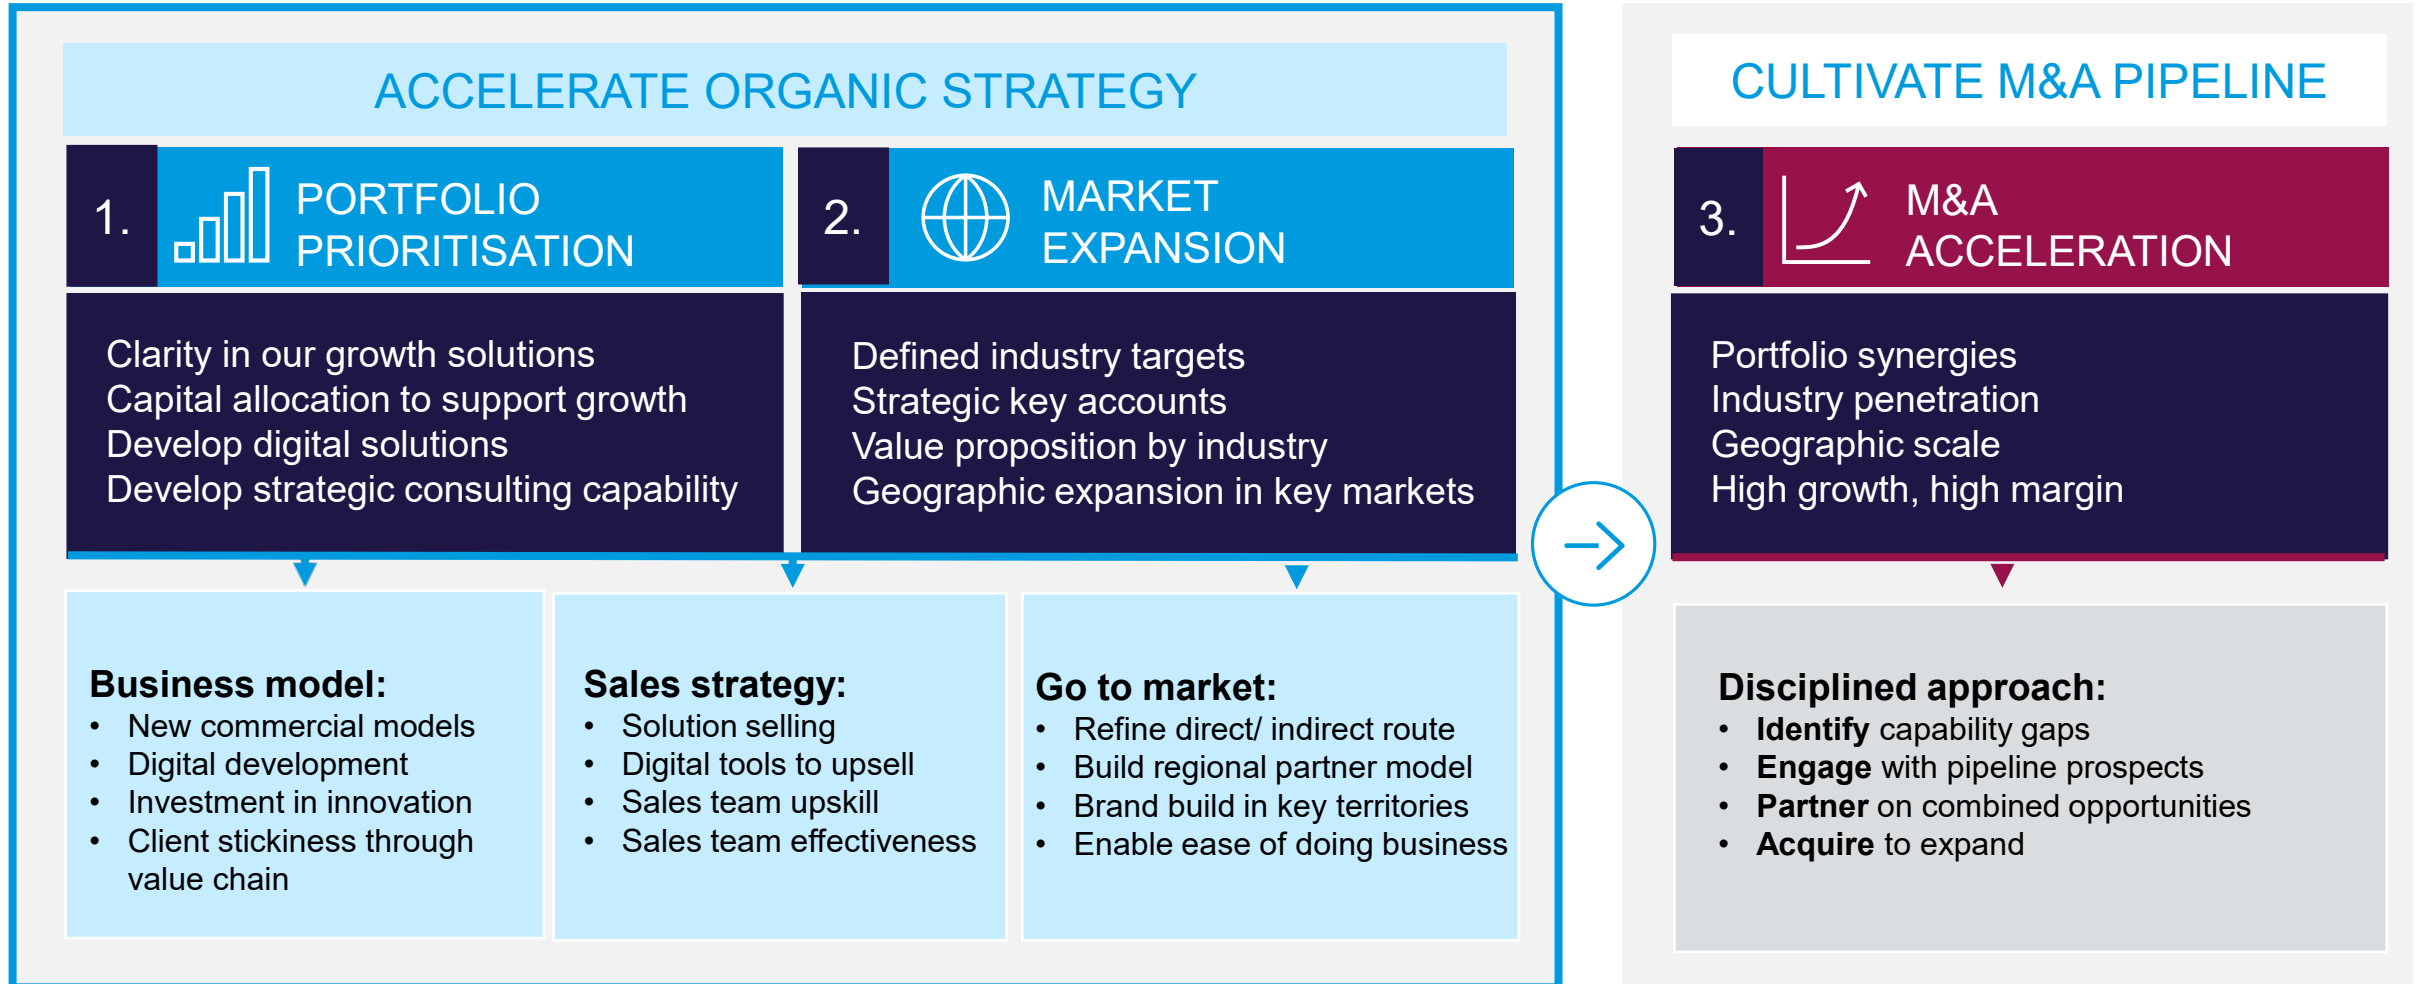 ACCELERATE ORGANIC STRATEGY
1.
PORTFOLIO
PRIORITISATION
Clarity in our growth solutions
Capital allocation to support growth
Develop digital solutions
Develop strategic consulting capability
2.
MARKET
EXPANSION
Defined industry targets
Strategic key accounts
Value proposition by industry
Geographic expansion in key markets
Business model:
• New commercial models
• Digital development
• Investment in innovation
• Client stickiness through
value chain
Sales strategy:
• Solution selling
• Digital tools to upsell
• Sales team upskill
• Sales team effectiveness
Go to market:
• Refine direct/ indirect route
• Build regional partner model
• Brand build in key territories
• Enable ease of doing business
CULTIVATE M&A PIPELINE
3.
M&A
ACCELERATION
Portfolio synergies
Industry penetration
Geographic scale
High growth, high margin
Disciplined approach:
• Identify capability gaps
• Engage with pipeline prospects
• Partner on combined opportunities
• Acquire to expand